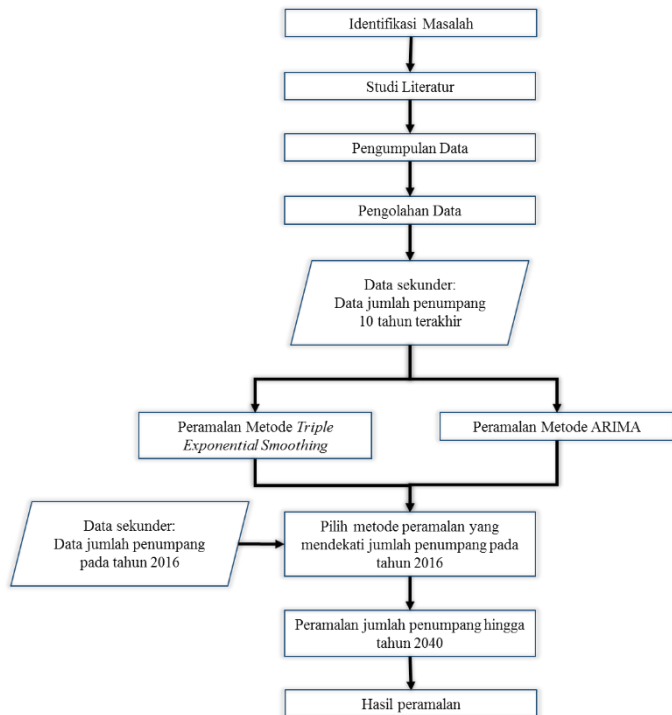 Identifikasi Masalah
Studi Literatur
Pengumpulan Data
Pengolahan Data
Data sekunder:
Data jumlah penumpang
10 tahun terakhir
Peramalan Metode Triple
Exponential Smoothing
Peramalan Metode ARIMA
Data sekunder:
Data jumlah penumpang
pada tahun 2016
Pilih metode peramalan yang
mendekati jumlah penumpang pada
tahun 2016
Peramalan jumlah penumpang hingga
tahun 2040
Hasil peramalan